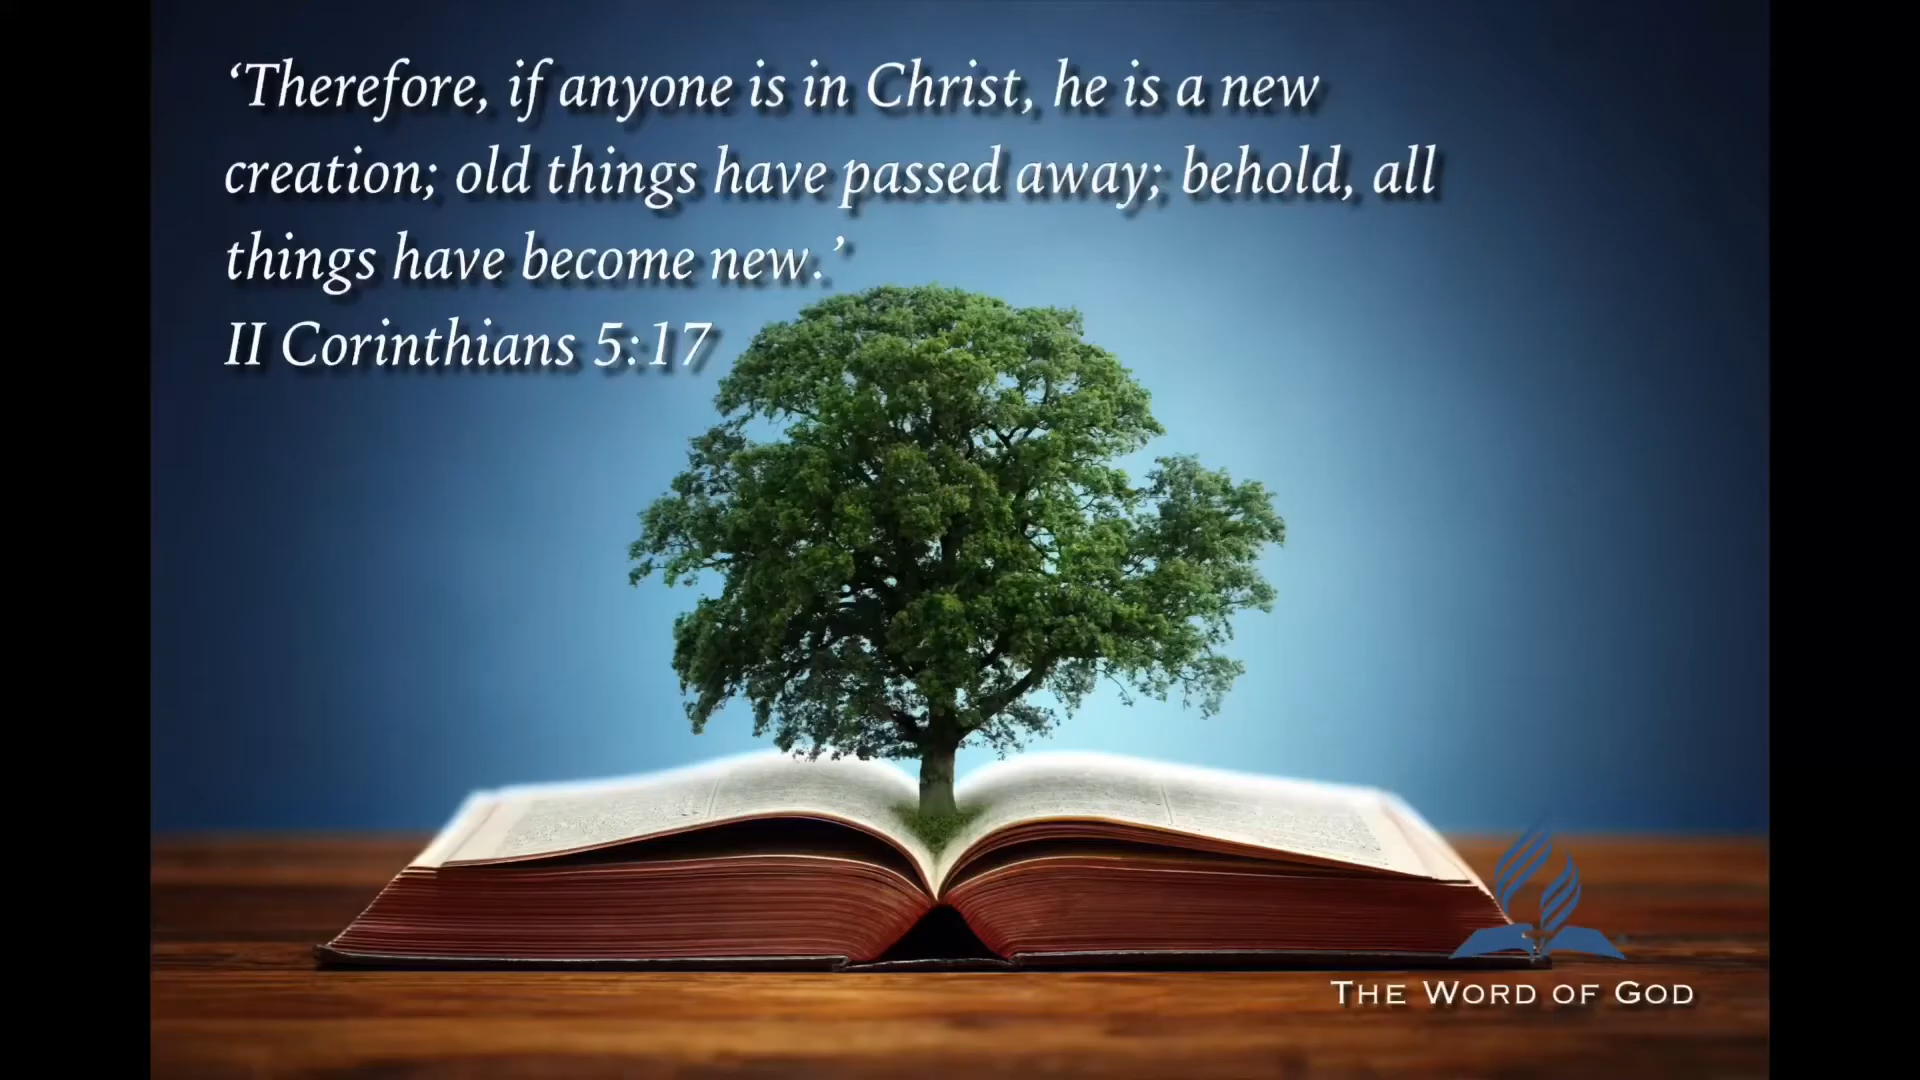 ‘Therefore, if anyone is in Christ, he is a new
creation; old things have passed away; behold, all
things have become new.’
II Corinthians 5:17
THE WORD OF GOD